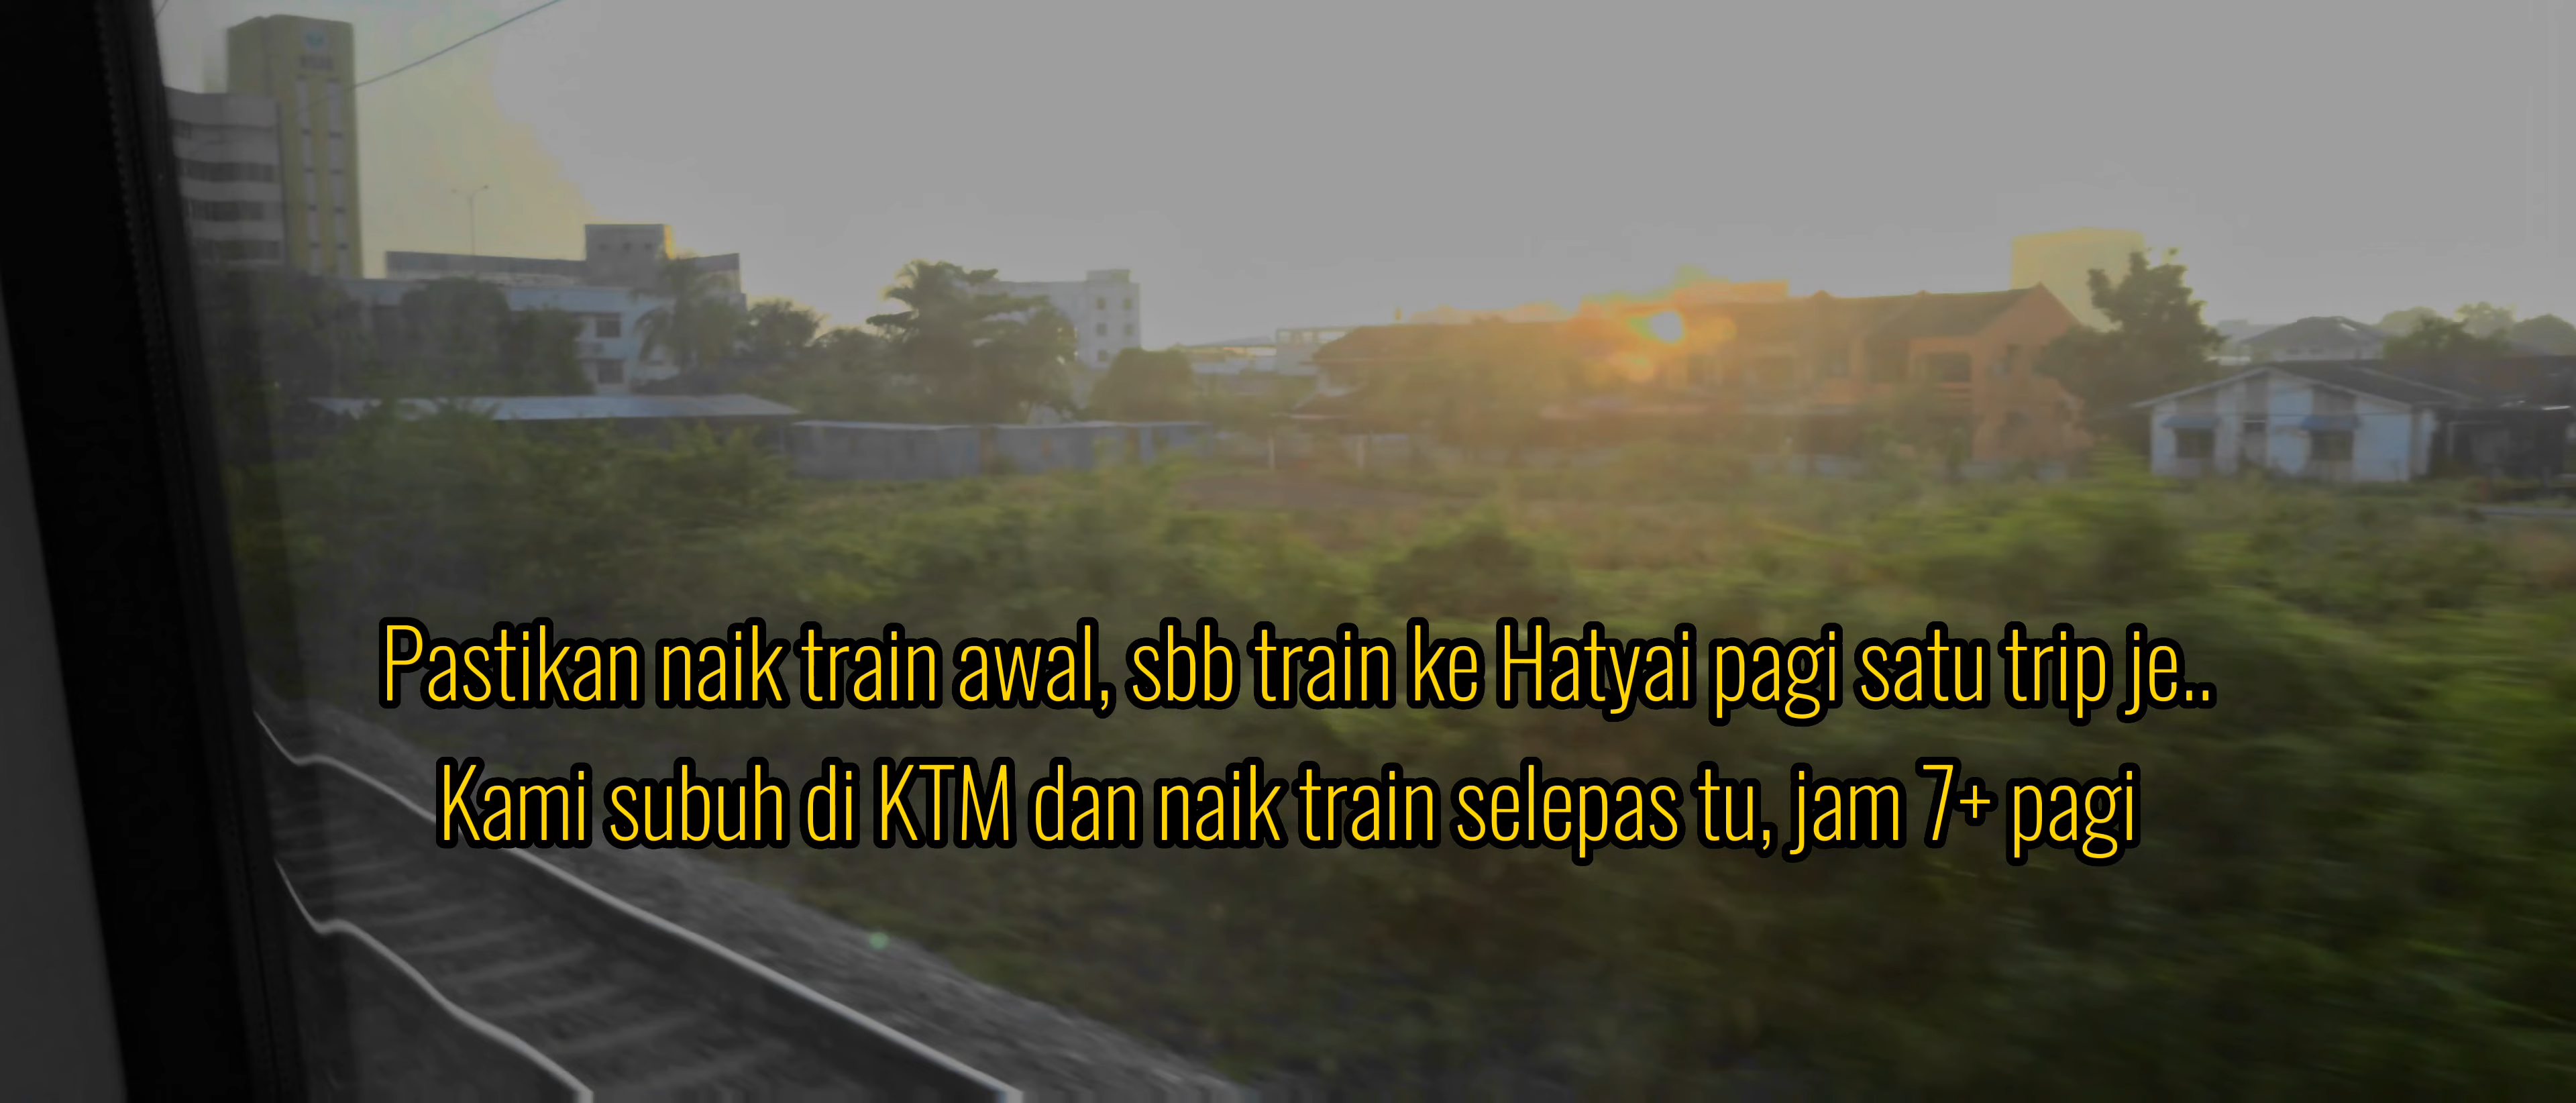 Pastikan naik train awal, sbb train ke Hatyai pagi satu trip je..
Kami subuh di KTM dan naik train selepas tu, jam 7+ pagi